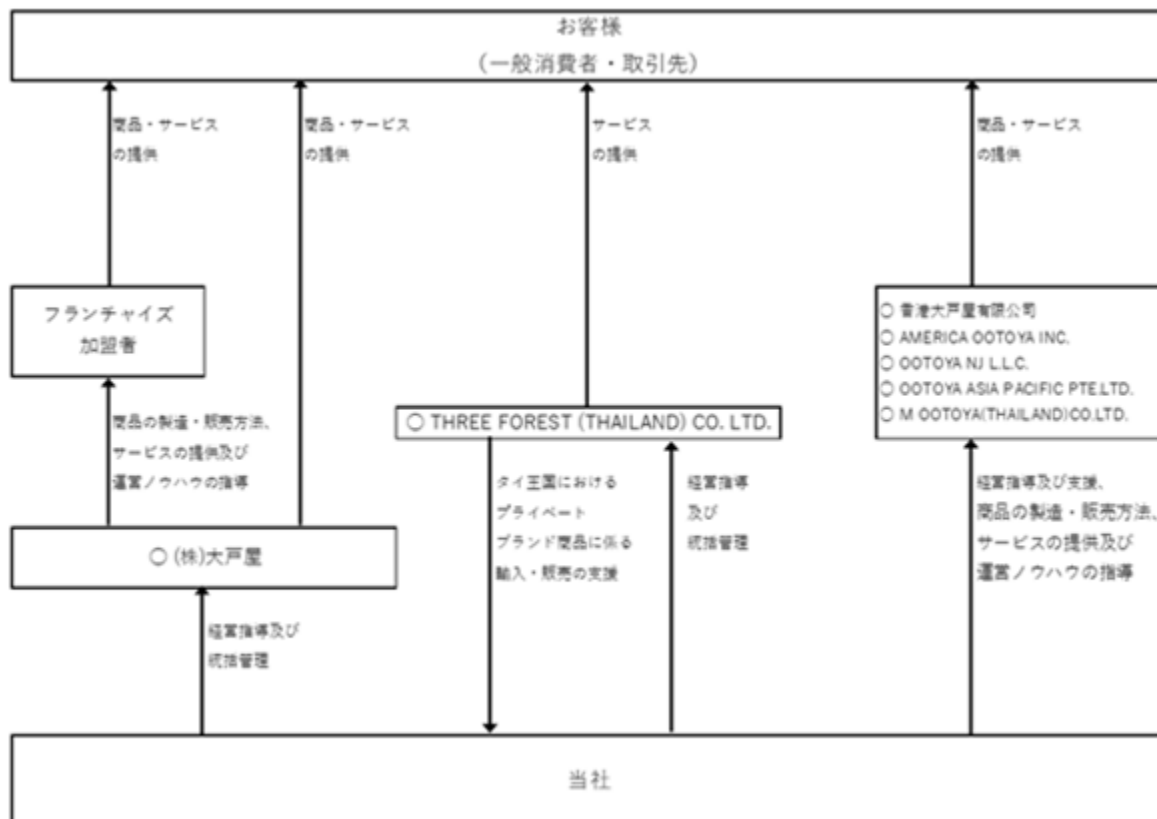 お客様
（一般消費者・取引先）
商品・サービス
の提供
商品・サービス
の提供
サービス
の提供
商品・サービス
の提供
フランチャイズ
加盟者
○ 香港大戸屋有限公司
○ AMERICA OOTOYA INC.
○ OOTOYA NJ L.L.C.
○ OOTOYA ASIA PACIFIC PTE.LTD.
○ M OOTOYA(THAILAND)CO.LTD.
○ THREE FOREST (THAILAND) CO. LTD.
商品の製造・販売方法、
サービスの提供及び
運営ノウハウの指導
○ (株)大戸屋
タイ王国における
プライベート
ブランド商品に係る
輸入・販売の支援
経営指導
及び
統括管理
経営指導及び支援、
商品の製造・販売方法、
サービスの提供及び
運営ノウハウの指導
経営指導及び
統括管理
当社